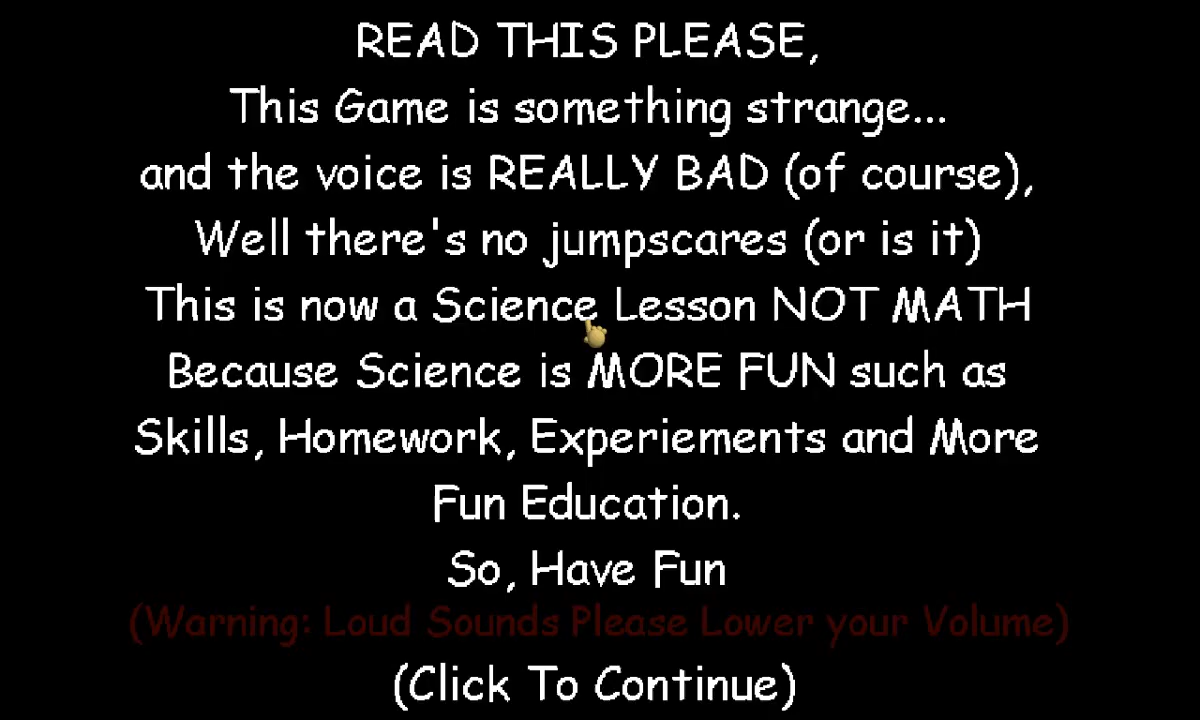 READ THIS PLEASE,
This Game is something strange...
and the voice is REALLY BAD (of course),
Well there's no jumpscares (or is it)
This is now a Science Lesson NOT MATH
Because Science is MORE FUN such as
Skills, Homework, Experiements and More
Fun Education.
So, Have Fun
(Warning: Loud Sounds Please Lower your Volume)
(Click To Continue)